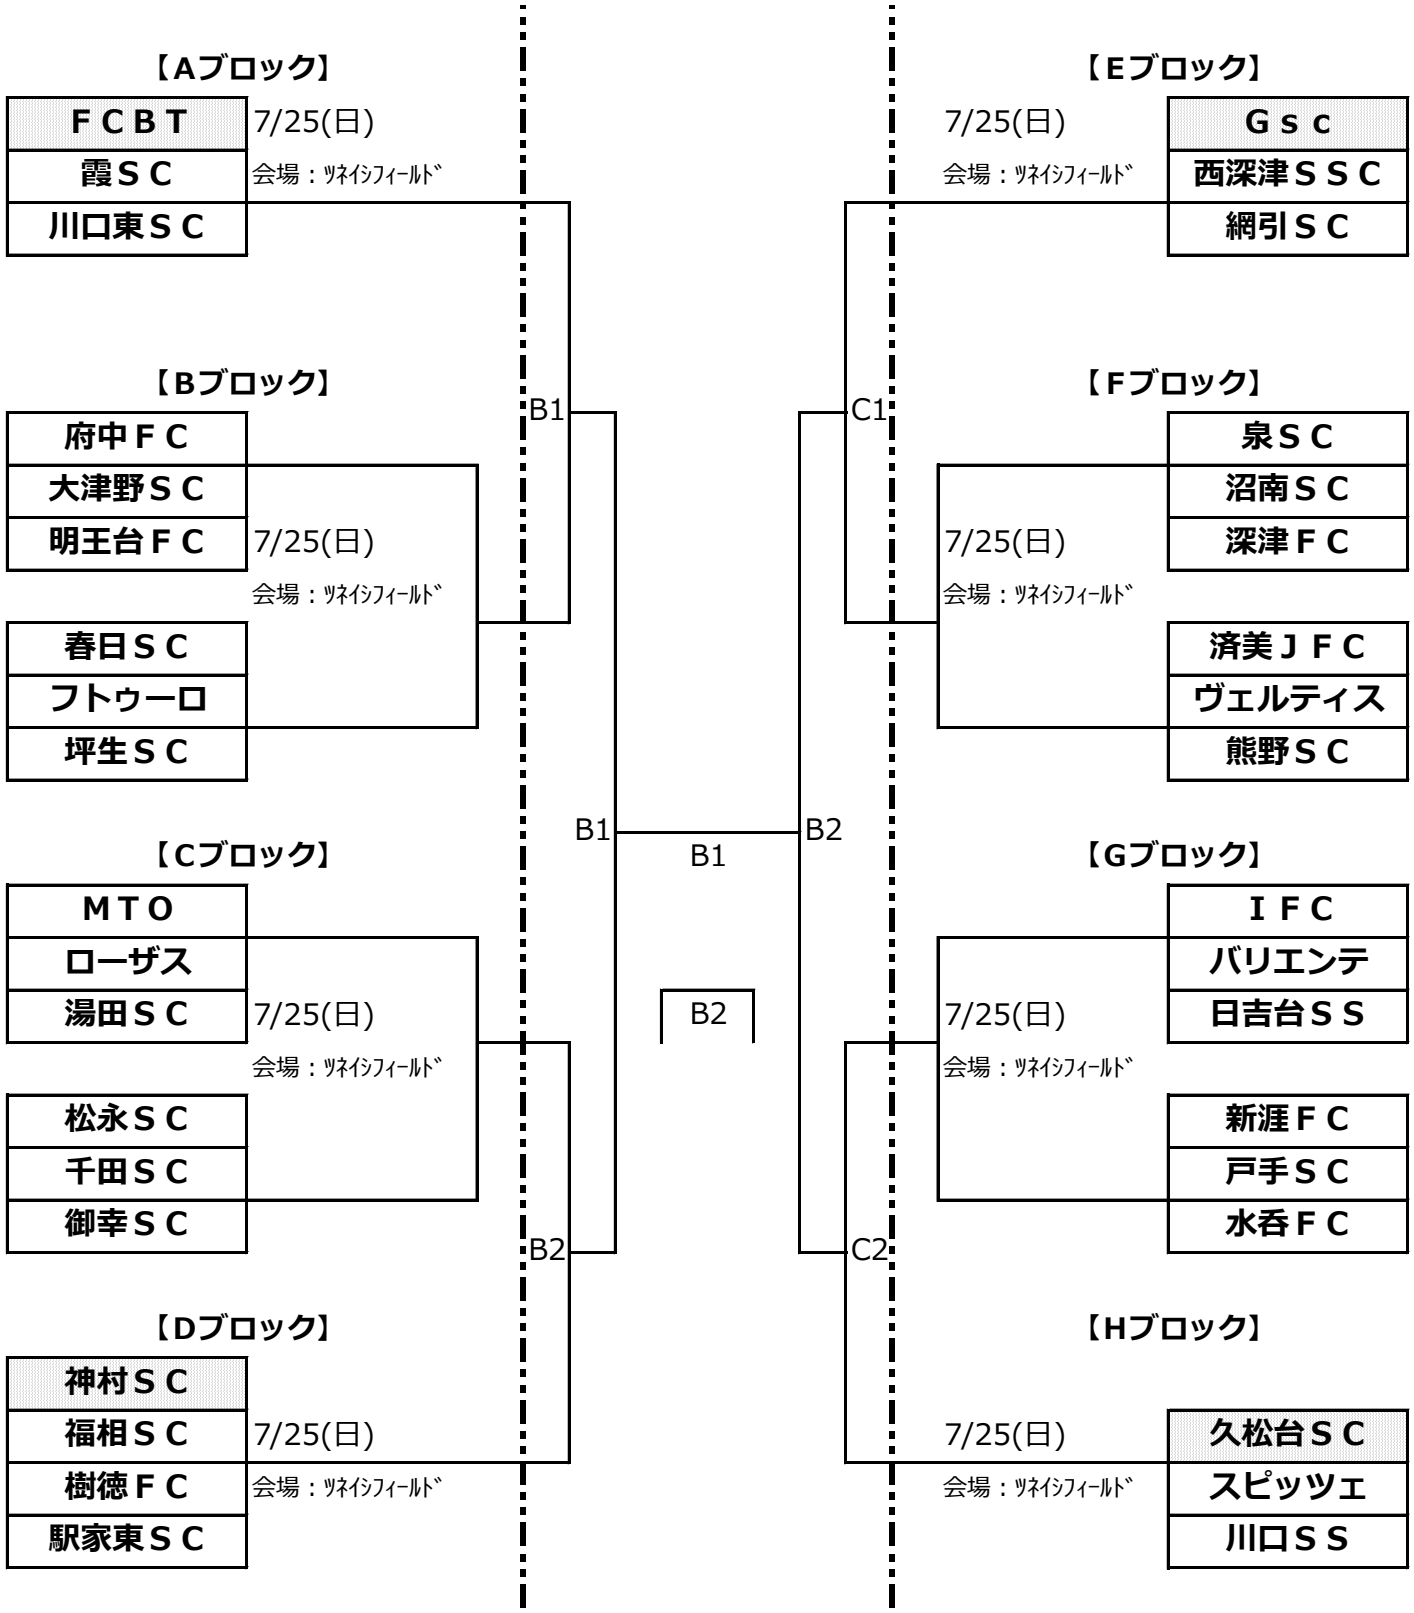 【Aブロック】
ＦＣＢＴ
霞ＳＣ
川口東ＳＣ
7/25(日)
会場：ﾂﾈｲｼフィールド
【Bブロック】
府中ＦＣ
大津野ＳＣ
明王台ＦＣ
7/25(日)
会場：ﾂﾈｲｼフィールド
春日ＳＣ
フトゥーロ
坪生ＳＣ
【Cブロック】
ＭＴＯ
ローザス
湯田ＳＣ
7/25(日)
会場：ﾂﾈｲｼフィールド
松永ＳＣ
千田ＳＣ
御幸ＳＣ
【Dブロック】
神村ＳＣ
福相ＳＣ
樹徳ＦＣ
駅家東ＳＣ
7/25(日)
会場：ﾂﾈｲｼフィールド
B1
B2
B1
B1
B2
B2
C1
C2
【Eブロック】
7/25(日)
会場：ﾂﾈｲｼフィールド
Ｇｓｃ
西深津ＳＳＣ
網引ＳＣ
【Fブロック】
泉ＳＣ
沼南ＳＣ
深津ＦＣ
7/25(日)
会場：ﾂﾈｲｼフィールド
済美ＪＦＣ
ヴェルティス
熊野ＳＣ
【Gブロック】
ＩＦＣ
バリエンテ
日吉台ＳＳ
7/25(日)
会場：ﾂﾈｲｼフィールド
新涯ＦＣ
戸手ＳＣ
水呑ＦＣ
【Hブロック】
7/25(日)
会場：ﾂﾈｲｼフィールド
久松台ＳＣ
スピッツェ
川口ＳＳ